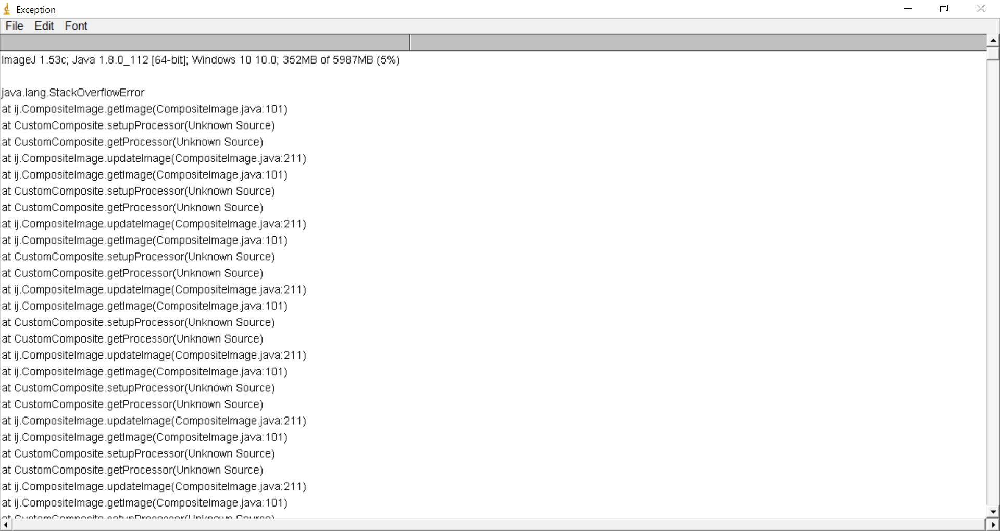 Exception
File Edit Font
ImageJ 1.53c; Java 1.8.0_112 [64-bit]; Windows 10 10.0; 352MB of 5987MB (5%)
java.lang.StackOverflowError
at ij.CompositeImage.getImage(CompositeImage.java:101)
at CustomComposite.setupProcessor(Unknown Source)
at CustomComposite.getProcessor(Unknown Source)
at ij.CompositeImage.updateImage(CompositeImage.java:211)
at ij.CompositeImage.getImage(CompositeImage.java:101)
at CustomComposite.setupProcessor(Unknown Source)
at CustomComposite.getProcessor(Unknown Source)
at ij.CompositeImage.updateImage(CompositeImage.java:211)
at ij.CompositeImage.getImage(CompositeImage.java:101)
at CustomComposite.setupProcessor(Unknown Source)
at CustomComposite.getProcessor(Unknown Source)
at ij.CompositeImage.updateImage(CompositeImage.java:211)
at ij.CompositeImage.getImage(CompositeImage.java:101)
at CustomComposite.setupProcessor(Unknown Source)
at CustomComposite.getProcessor(Unknown Source)
at ij.CompositeImage.updateImage(CompositeImage.java:211)
at ij.CompositeImage.getImage(CompositeImage.java:101)
at CustomComposite.setupProcessor(Unknown Source)
at CustomComposite.getProcessor(Unknown Source)
at ij.CompositeImage.updateImage(CompositeImage.java:211)
at ij.CompositeImage.getImage(CompositeImage.java:101)
at CustomComposite.setupProcessor(Unknown Source)
at CustomComposite.getProcessor(Unknown Source)
at ij.CompositeImage.updateImage(CompositeImage.java:211)
at ij.CompositeImage.getImage(CompositeImage.java:101)
at CustomComposite.setupProcessor(Unknown Source)